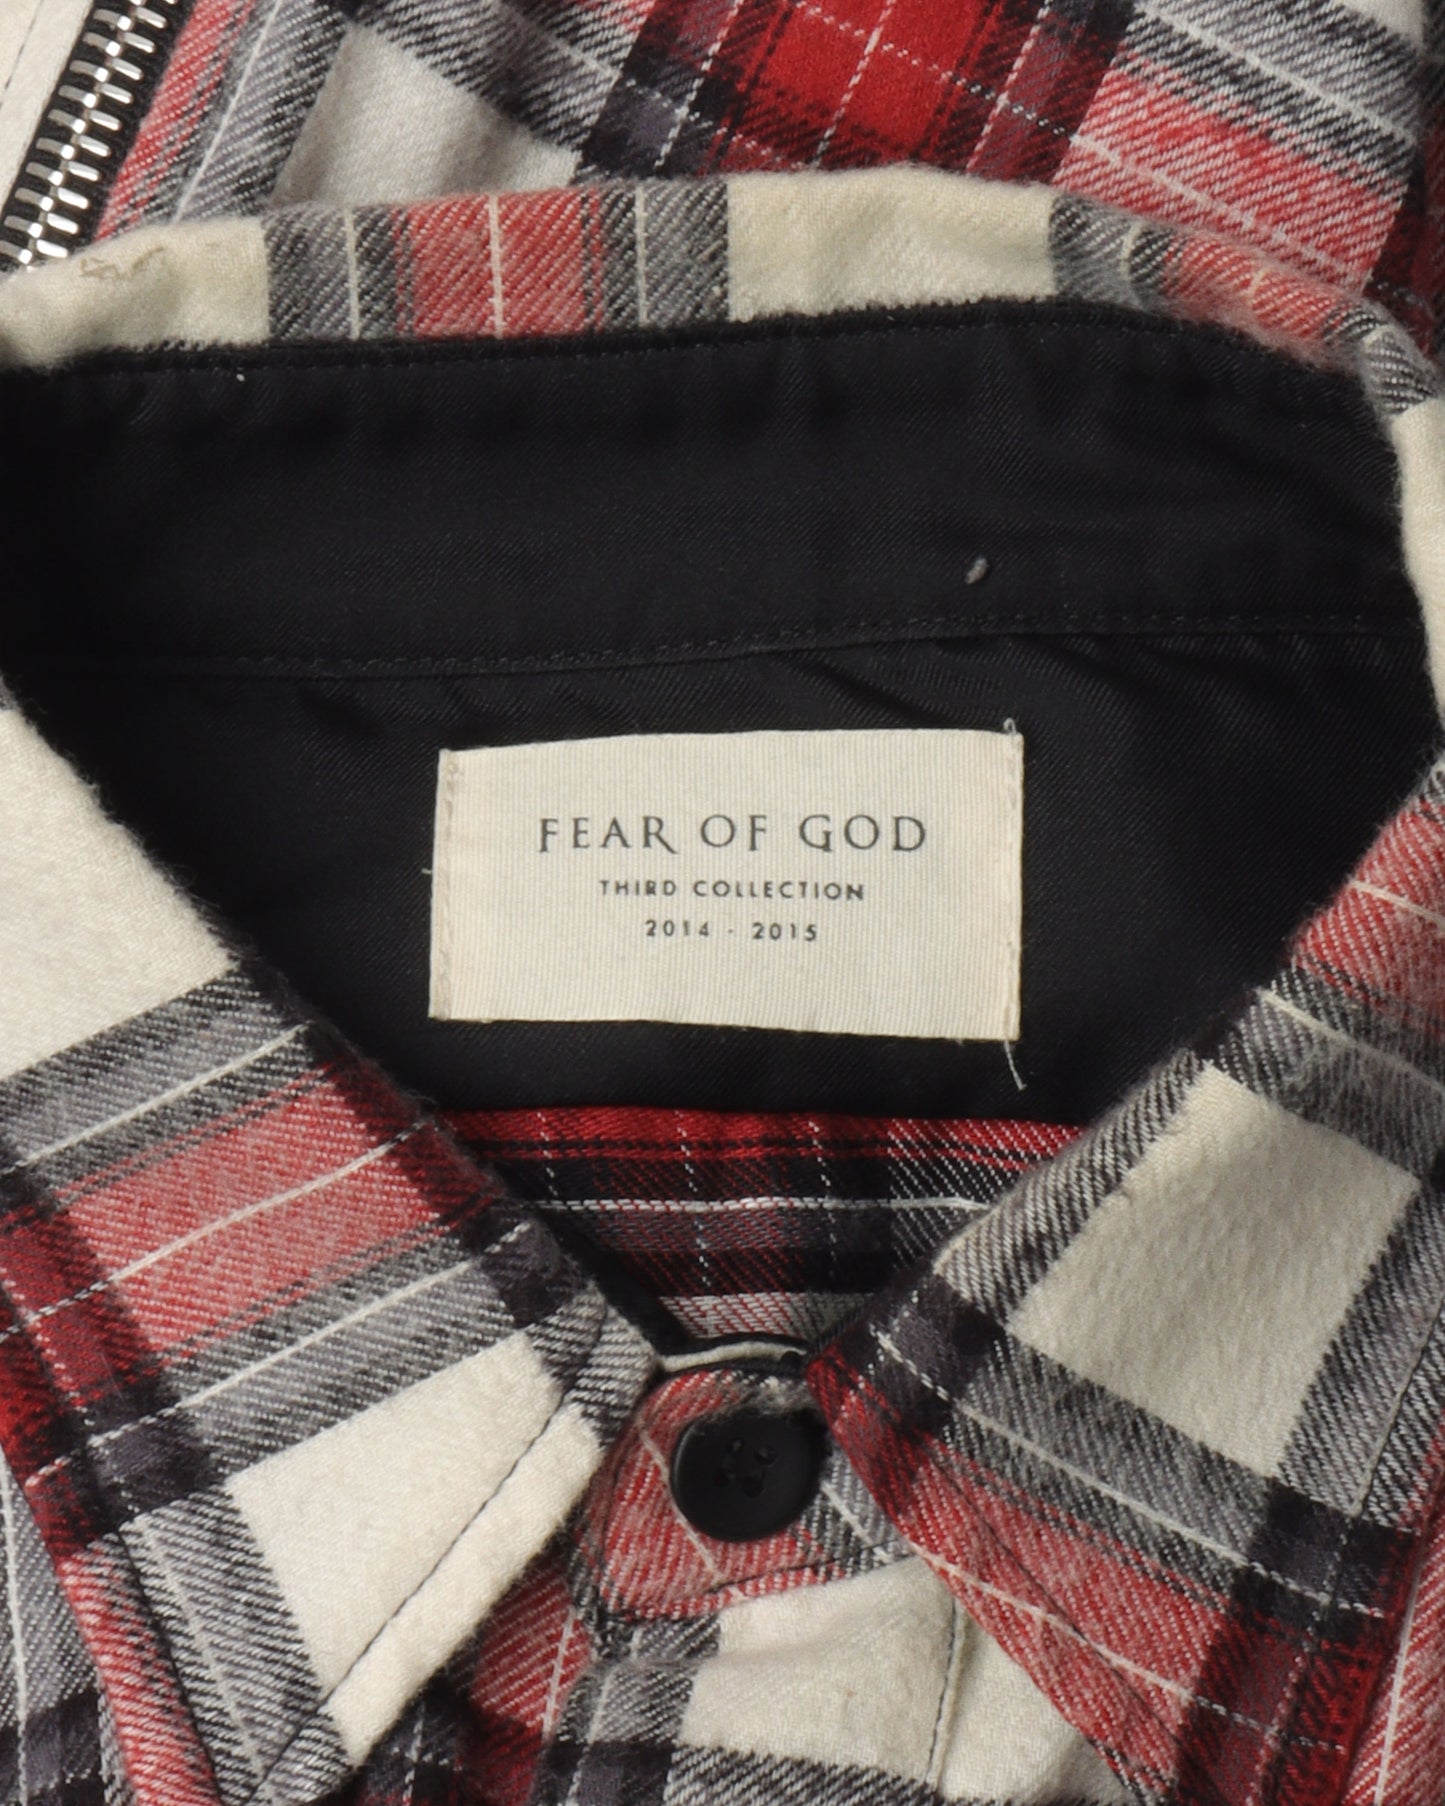 FEAR OF GOD
THIRD COLLECTION
2014 - 2015